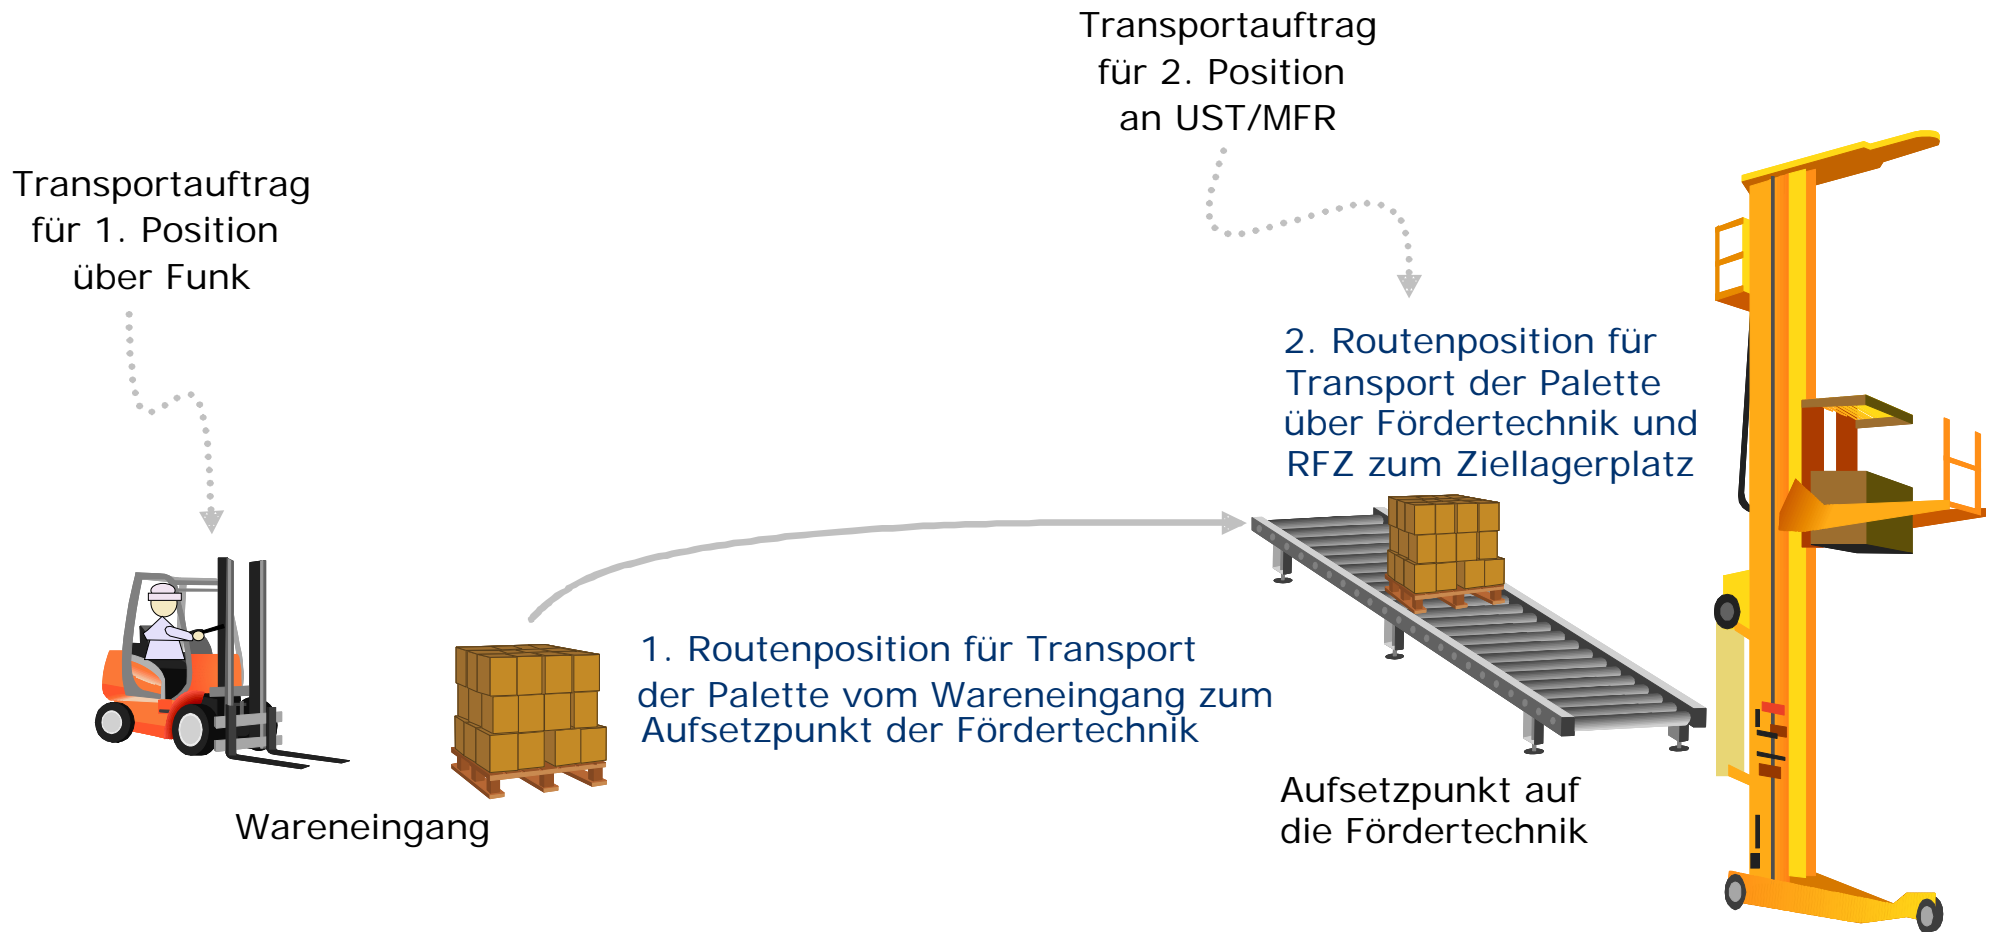 Transportauftrag
für 1. Position
über Funk
Transportauftrag
für 2. Position
an UST/MFR
2. Routenposition für
Transport der Palette
über Fördertechnik und
RFZ zum Ziellagerplatz
1. Routenposition für Transport
der Palette vom Wareneingang zum
Aufsetzpunkt der Fördertechnik
Wareneingang
Aufsetzpunkt auf
die Fördertechnik